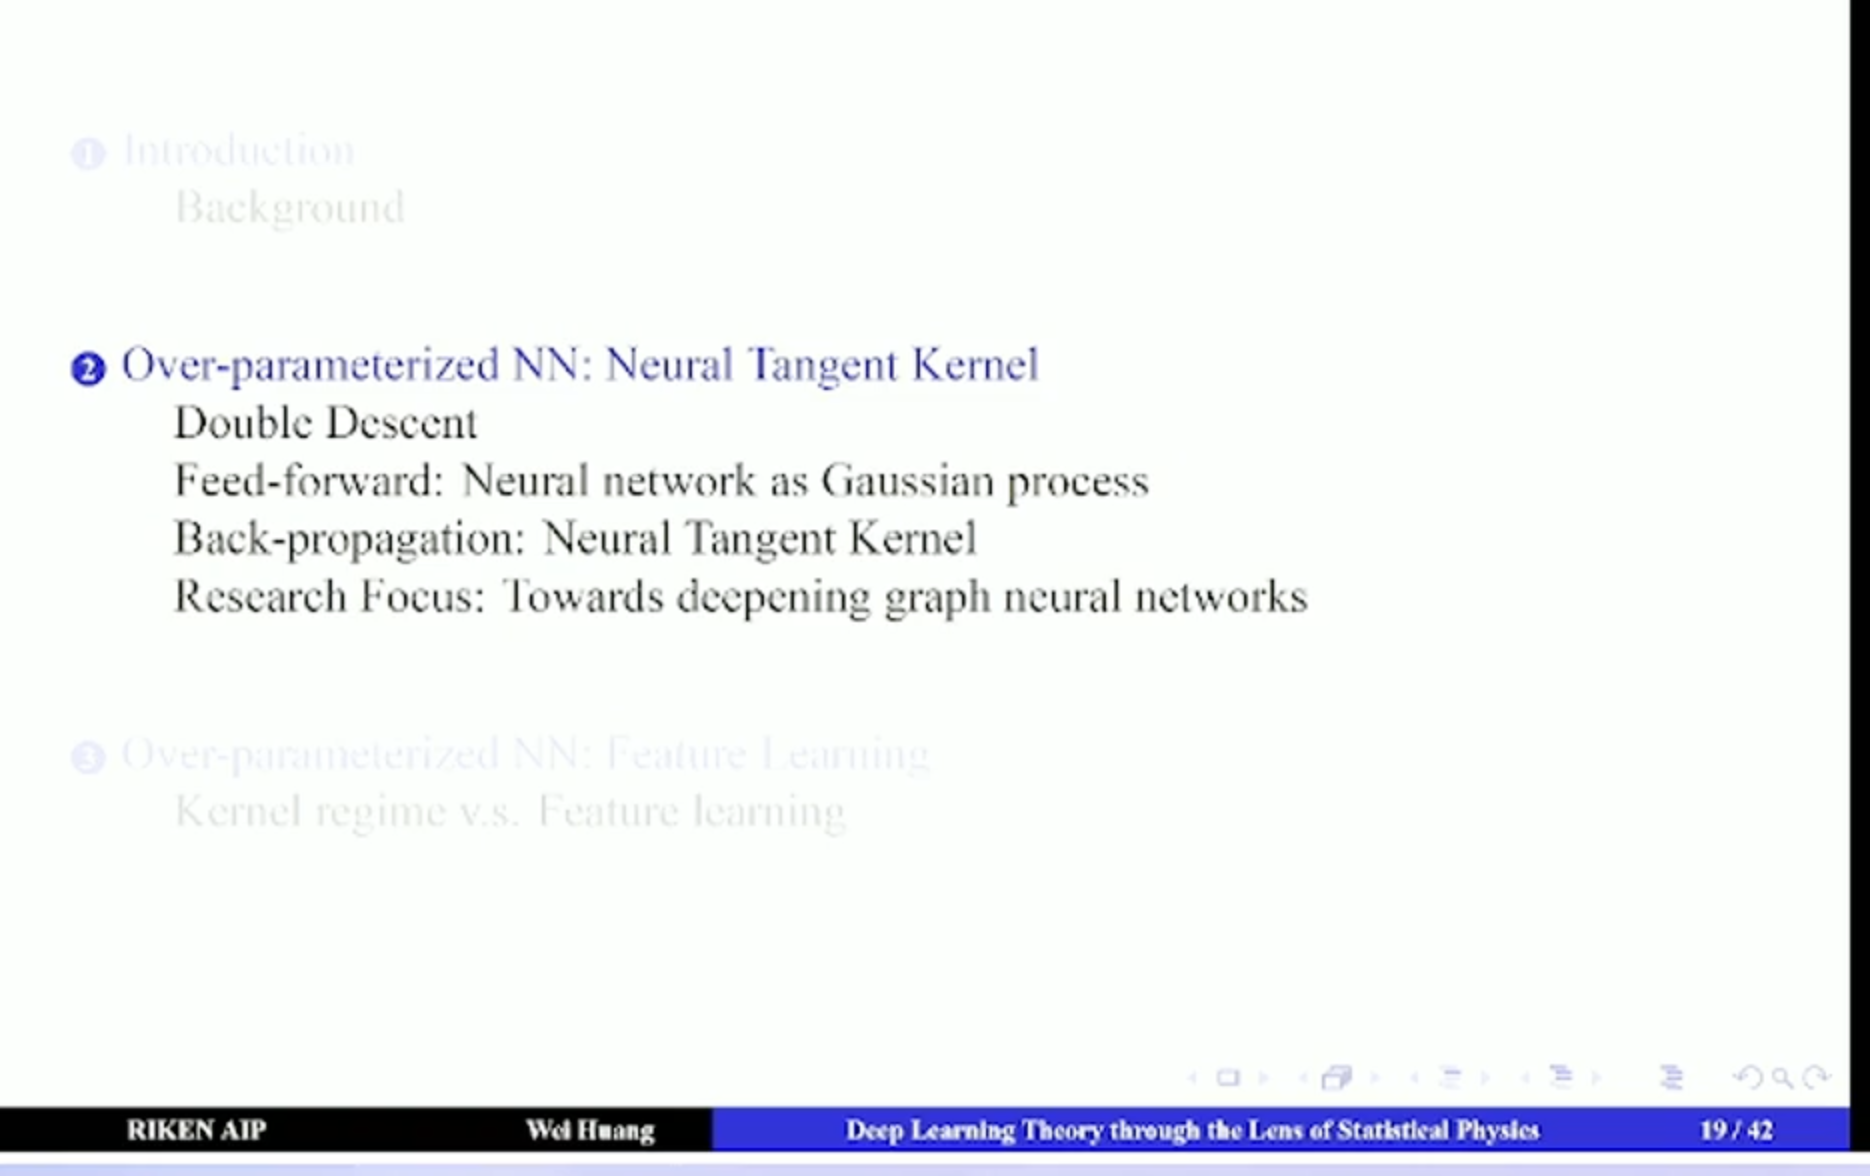 1 Introduction
Background
2 Over-parameterized NN: Neural Tangent Kernel
Double Descent
Feed-forward: Neural network as Gaussian process
Back-propagation: Neural Tangent Kernel
Research Focus: Towards deepening graph neural networks
3 Over-parameterized NN: Feature Learning
Kernel regime v.s. Feature learning
RIKEN AIP Wei Huang Deep Learning Theory through the Lens of Statistical Physics 19 / 42